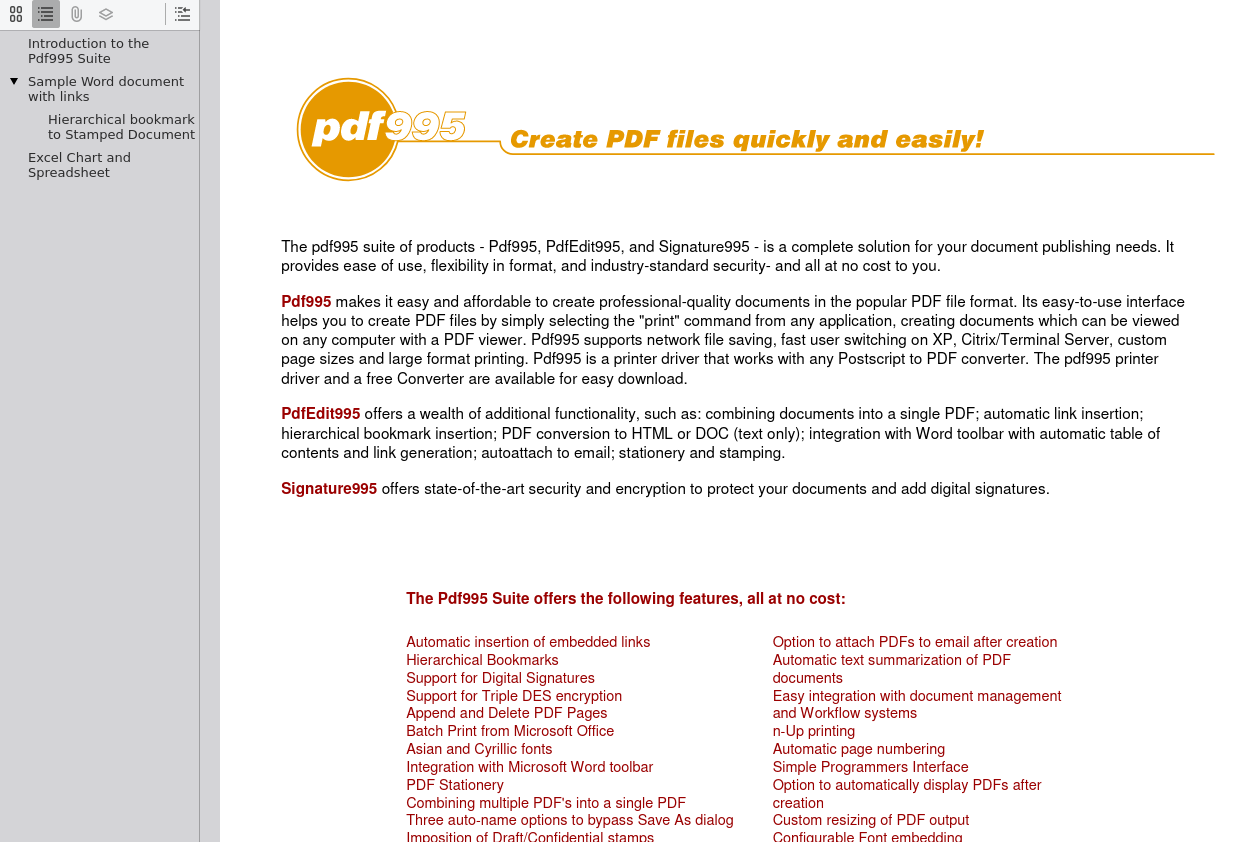 Introduction to the
Pdf995 Suite
Sample Word document
with links
Hierarchical bookmark
to Stamped Document
Excel Chart and
Spreadsheet
pdf995
Create PDF files quickly and easily!
The pdf995 suite of products - Pdf995, PdfEdit995, and Signature995 - is a complete solution for your document publishing needs. It
provides ease of use, flexibility in format, and industry-standard security- and all at no cost to you.
Pdf995 makes it easy and affordable to create professional-quality documents in the popular PDF file format. Its easy-to-use interface
helps you to create PDF files by simply selecting the "print" command from any application, creating documents which can be viewed
on any computer with a PDF viewer. Pdf995 supports network file saving, fast user switching on XP, Citrix/Terminal Server, custom
page sizes and large format printing. Pdf995 is a printer driver that works with any Postscript to PDF converter. The pdf995 printer
driver and a free Converter are available for easy download.
PdfEdit995 offers a wealth of additional functionality, such as: combining documents into a single PDF; automatic link insertion;
hierarchical bookmark insertion; PDF conversion to HTML or DOC (text only); integration with Word toolbar with automatic table of
contents and link generation; autoattach to email; stationery and stamping.
Signature995 offers state-of-the-art security and encryption to protect your documents and add digital signatures.
The Pdf995 Suite offers the following features, all at no cost:
Automatic insertion of embedded links
Hierarchical Bookmarks
Support for Digital Signatures
Support for Triple DES encryption
Append and Delete PDF Pages
Batch Print from Microsoft Office
Asian and Cyrillic fonts
Integration with Microsoft Word toolbar
PDF Stationery
Combining multiple PDF's into a single PDF
Three auto-name options to bypass Save As dialog
Imposition of Draft/Confidential stamps
Option to attach PDFs to email after creation
Automatic text summarization of PDF
documents
Easy integration with document management
and Workflow systems
n-Up printing
Automatic page numbering
Simple Programmers Interface
Option to automatically display PDFs after
creation
Custom resizing of PDF output
Configurable Font embedding